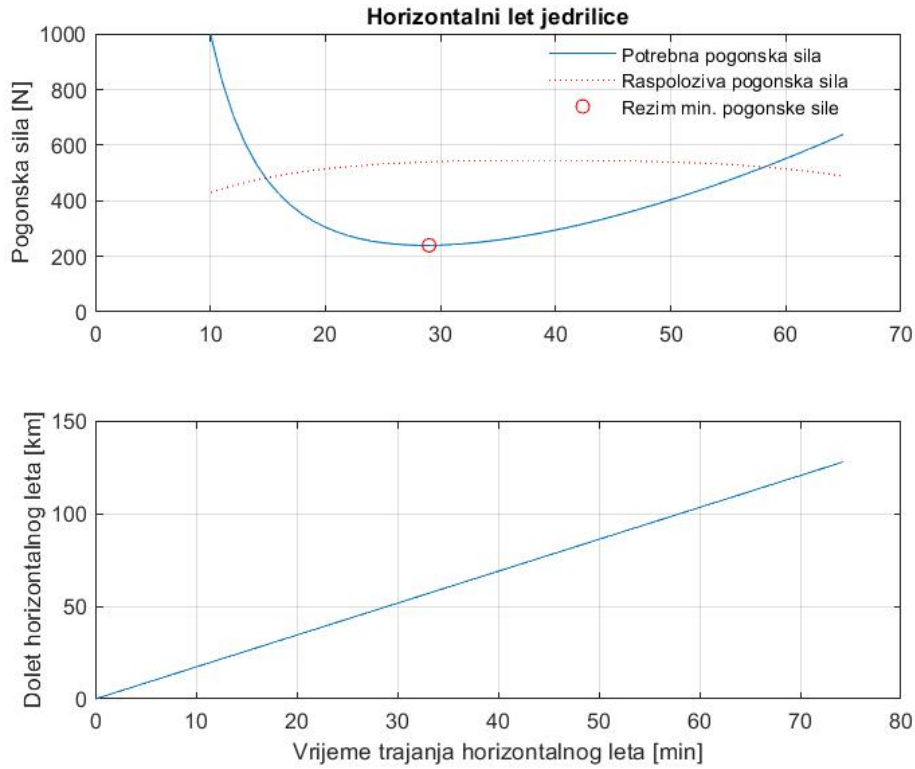 Horizontalni let jedrilice
Pogonska sila [N]
1000
800
600
400
200
0
Potrebna pogonska sila
Raspoloziva pogonska sila
Rezim min. pogonske sile
0 10 20 30 40 50 60 70
Dolet horizontalnog leta [km]
150
100
50
0
0 10 20 30 40 50 60 70 80
Vrijeme trajanja horizontalnog leta [min]